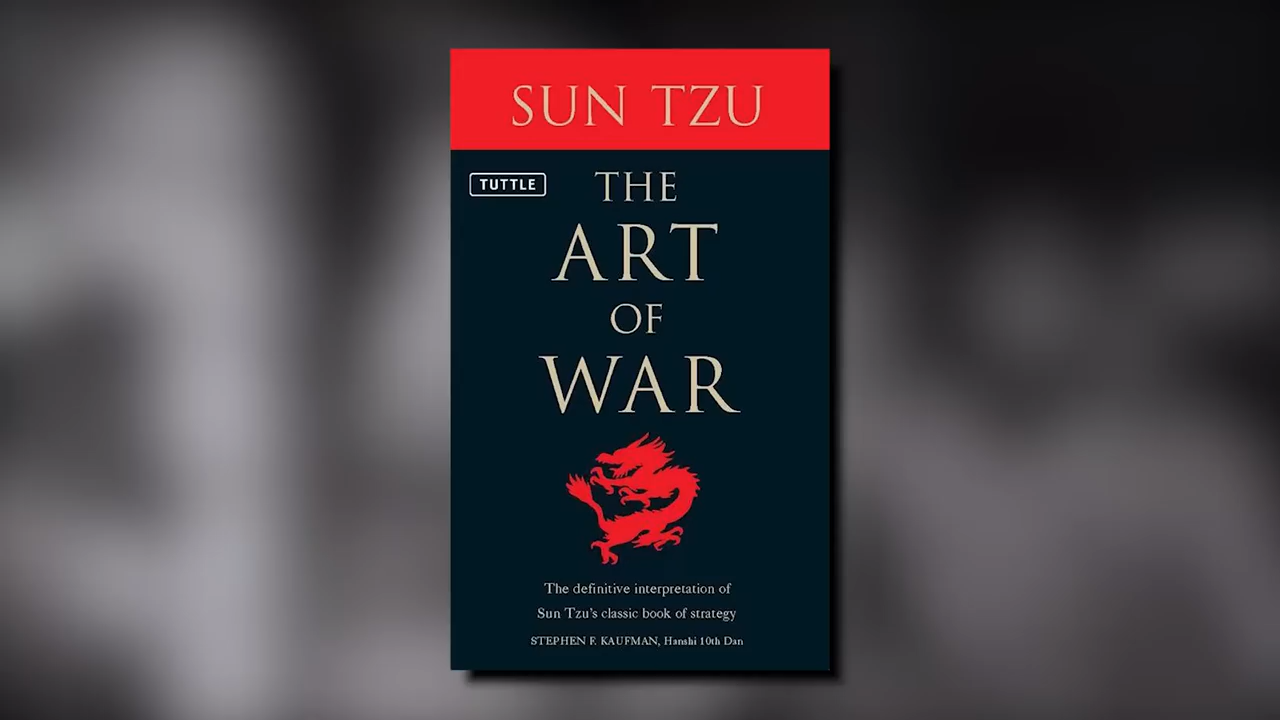 SUN TZU
TUTTLE
THE
ART
OF
WAR
The definitive interpretation of
Sun Tzu's classic book of strategy
STEPHEN F. KAUFMAN, Hanshi 10th Dan